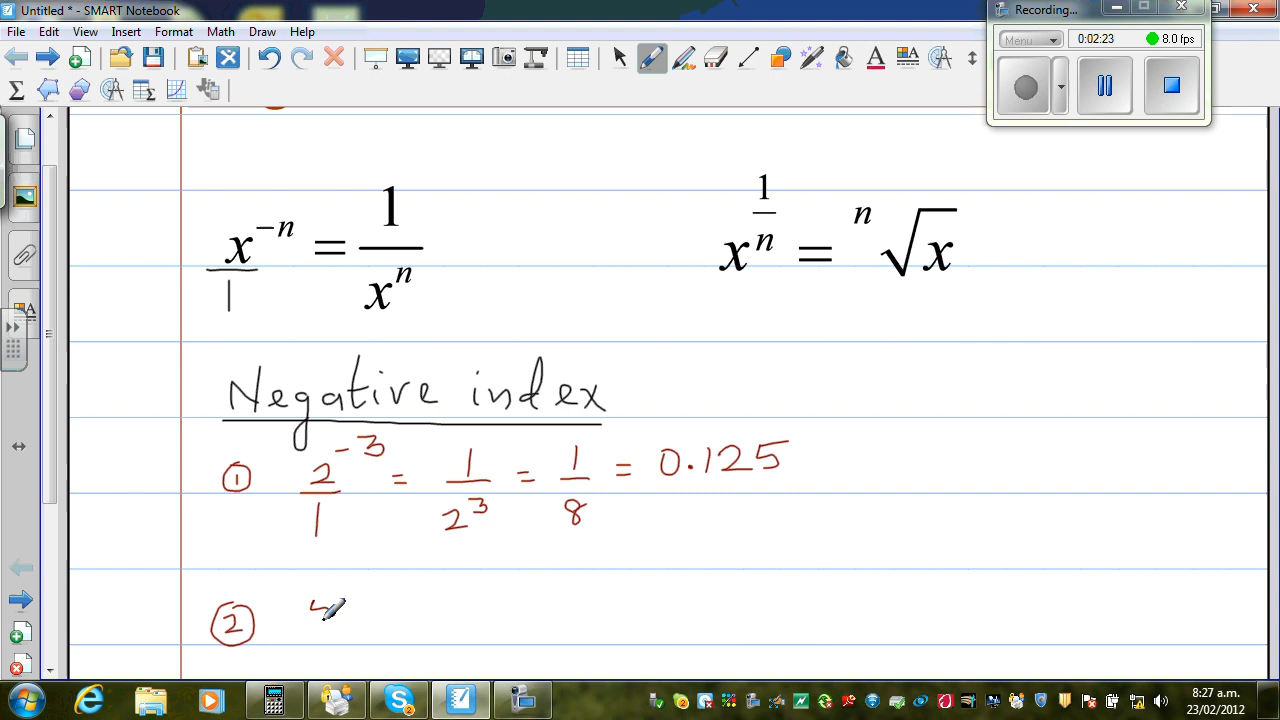 Untitled * - SMART Notebook
Recording...
File Edit View Insert Format Math Draw Help
Menu
0:02:23
8.0 fps
x⁻ⁿ = 1/xⁿ
1
x^(1/n) = ⁿ√x
Negative index
① 2⁻³/1 = 1/2³ = 1/8 = 0.125
②
8:27 a.m.
23/02/2012